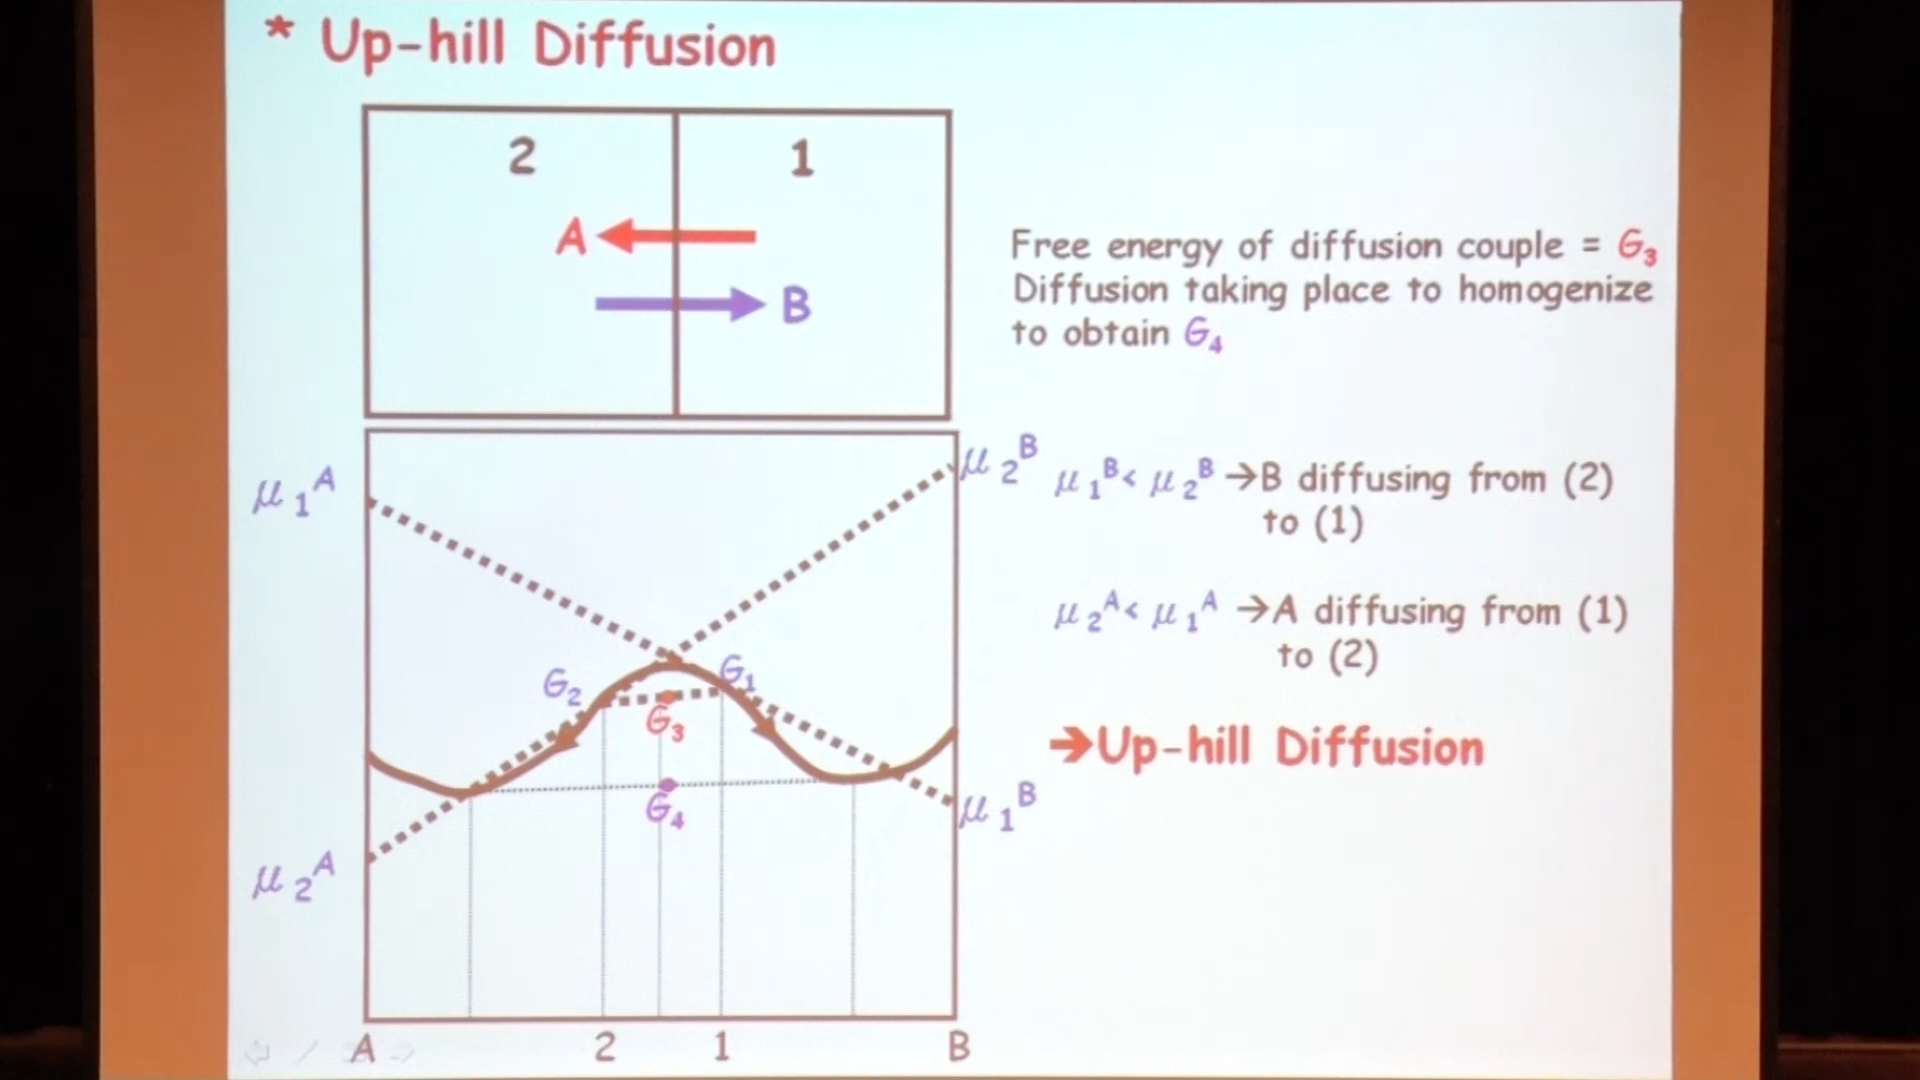 * Up-hill Diffusion
2
1
A
B
Free energy of diffusion couple = G₃
Diffusion taking place to homogenize
to obtain G₄
μ₁ᴬ
μ₂ᴮ
μ₁ᴮ < μ₂ᴮ →B diffusing from (2)
to (1)
μ₂ᴬ < μ₁ᴬ →A diffusing from (1)
to (2)
G₂
G₁
G₃
→Up-hill Diffusion
G₄
μ₁ᴮ
μ₂ᴬ
A
2
1
B